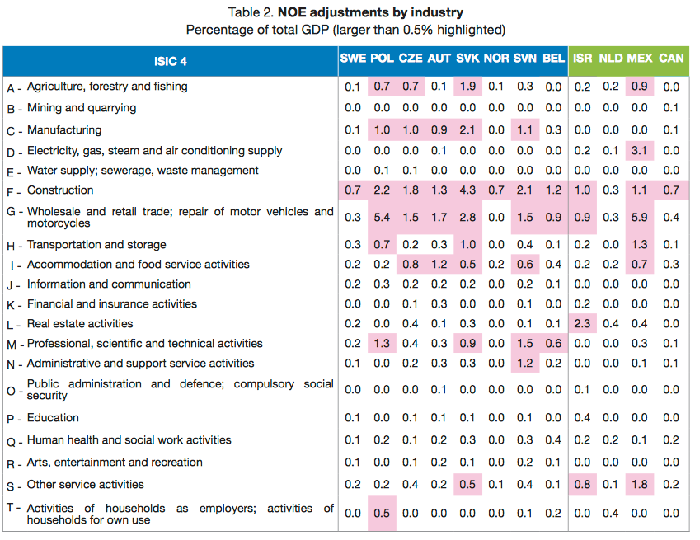 Table 2. NOE adjustments by industry
Percentage of total GDP (larger than 0.5% highlighted)
ISIC 4 SWE POL CZE AUT SVK NOR SVN BEL ISR NLD MEX CAN
A - Agriculture, forestry and fishing 0.1 0.7 0.7 0.1 1.9 0.1 0.3 0.0 0.2 0.2 0.9 0.0
B - Mining and quarrying 0.0 0.0 0.0 0.0 0.0 0.0 0.0 0.0 0.0 0.0 0.0 0.1
C - Manufacturing 0.1 1.0 1.0 0.9 2.1 0.0 1.1 0.3 0.0 0.0 0.0 0.1
D - Electricity, gas, steam and air conditioning supply 0.0 0.0 0.0 0.1 0.0 0.0 0.0 0.0 0.2 0.1 3.1 0.0
E - Water supply; sewerage, waste management 0.0 0.1 0.1 0.0 0.0 0.0 0.0 0.0 0.0 0.0 0.0 0.0
F - Construction 0.7 2.2 1.8 1.3 4.3 0.7 2.1 1.2 1.0 0.3 1.1 0.7
G - Wholesale and retail trade; repair of motor vehicles and
motorcycles 0.3 5.4 1.5 1.7 2.8 0.0 1.5 0.9 0.9 0.3 5.9 0.4
H - Transportation and storage 0.3 0.7 0.2 0.3 1.0 0.0 0.4 0.1 0.2 0.0 1.3 0.1
I - Accommodation and food service activities 0.2 0.2 0.8 1.2 0.5 0.2 0.6 0.4 0.2 0.2 0.7 0.3
J - Information and communication 0.2 0.3 0.2 0.2 0.2 0.0 0.2 0.1 0.0 0.0 0.0 0.0
K - Financial and insurance activities 0.0 0.0 0.1 0.3 0.0 0.0 0.1 0.0 0.2 0.0 0.0 0.0
L - Real estate activities 0.2 0.0 0.4 0.1 0.3 0.0 0.1 0.1 2.3 0.4 0.4 0.0
M - Professional, scientific and technical activities 0.2 1.3 0.4 0.3 0.9 0.0 1.5 0.6 0.0 0.0 0.3 0.1
N - Administrative and support service activities 0.1 0.0 0.2 0.3 0.3 0.0 1.2 0.2 0.0 0.0 0.1 0.1
O - Public administration and defence; compulsory social
security 0.0 0.0 0.0 0.0 0.0 0.0 0.0 0.0 0.1 0.0 0.0 0.0
P - Education 0.1 0.0 0.1 0.1 0.1 0.0 0.1 0.0 0.4 0.0 0.0 0.0
Q - Human health and social work activities 0.1 0.2 0.1 0.2 0.3 0.0 0.3 0.4 0.2 0.2 0.1 0.2
R - Arts, entertainment and recreation 0.1 0.0 0.1 0.2 0.1 0.0 0.2 0.1 0.0 0.0 0.0 0.0
S - Other service activities 0.2 0.2 0.4 0.2 0.5 0.1 0.4 0.1 0.8 0.1 1.8 0.2
T - Activities of households as employers; activities of
households for own use 0.0 0.5 0.0 0.0 0.0 0.0 0.1 0.2 0.0 0.4 0.0 0.0